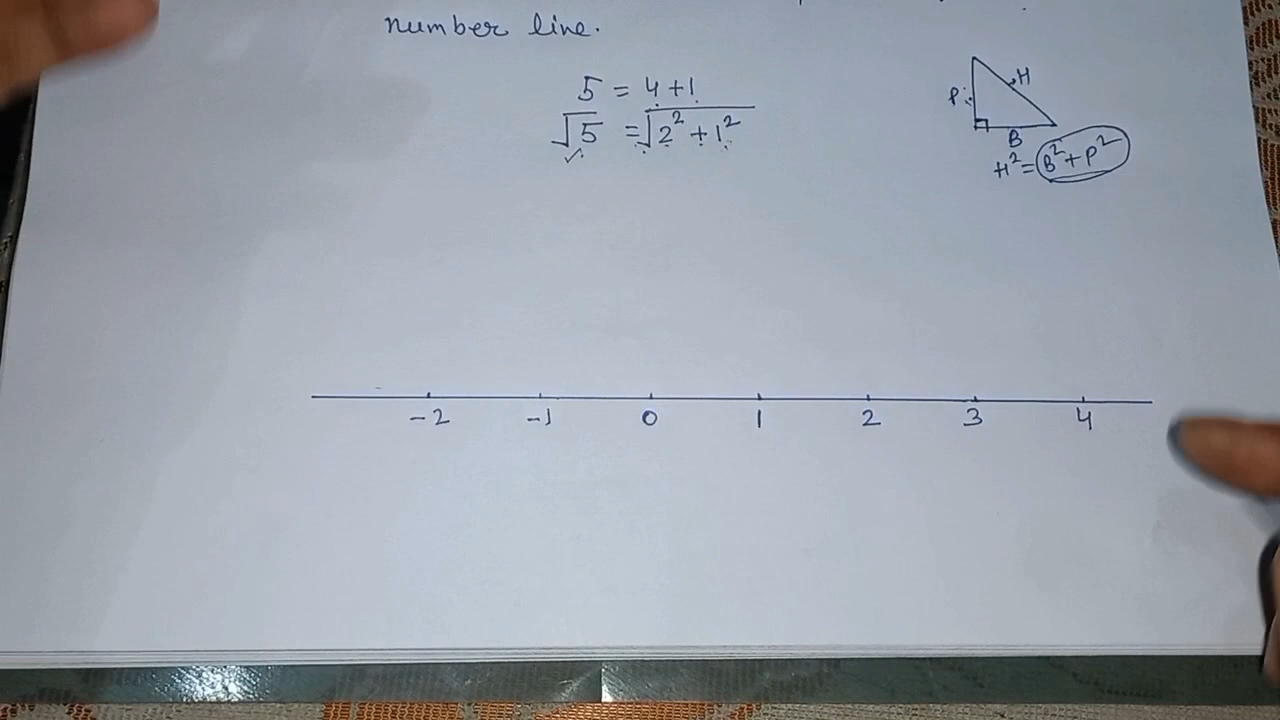 number line.
5 = 4 + 1
√5 = √2² + 1²
H
P
B
H² = B² + P²
-2 -1 0 1 2 3 4